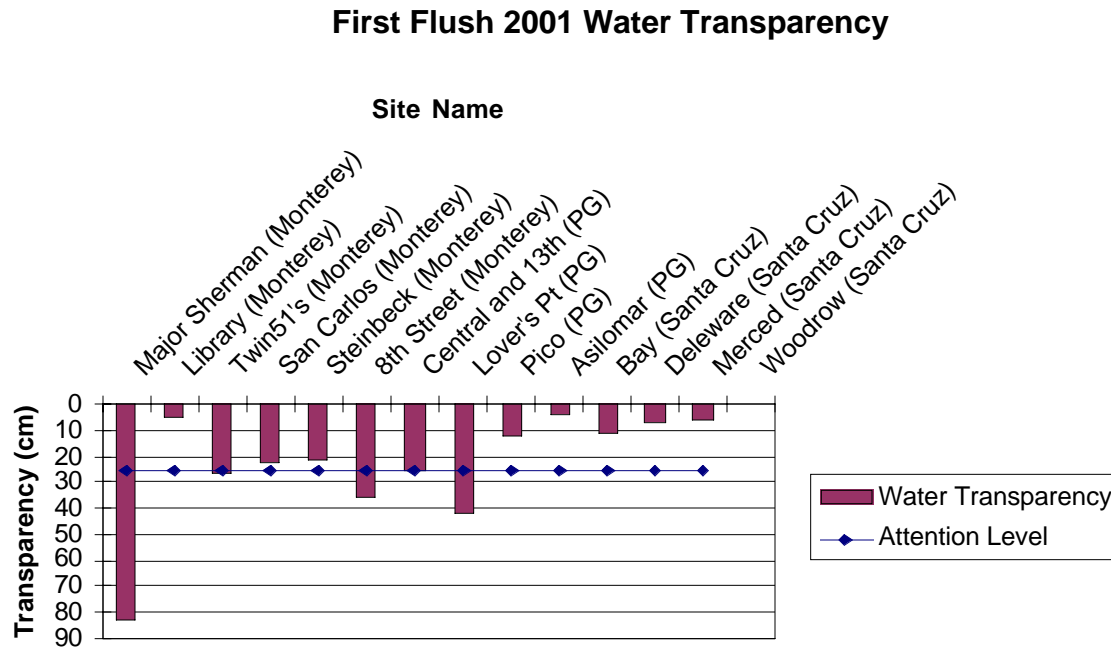 First Flush 2001 Water Transparency
Site Name
Major Sherman (Monterey)
Library (Monterey)
Twin51's (Monterey)
San Carlos (Monterey)
Steinbeck (Monterey)
8th Street (Monterey)
Central and 13th (PG)
Lover's Pt (PG)
Pico (PG)
Asilomar (PG)
Bay (Santa Cruz)
Deleware (Santa Cruz)
Merced (Santa Cruz)
Woodrow (Santa Cruz)
Transparency (cm)
0
10
20
30
40
50
60
70
80
90
Water Transparency
Attention Level